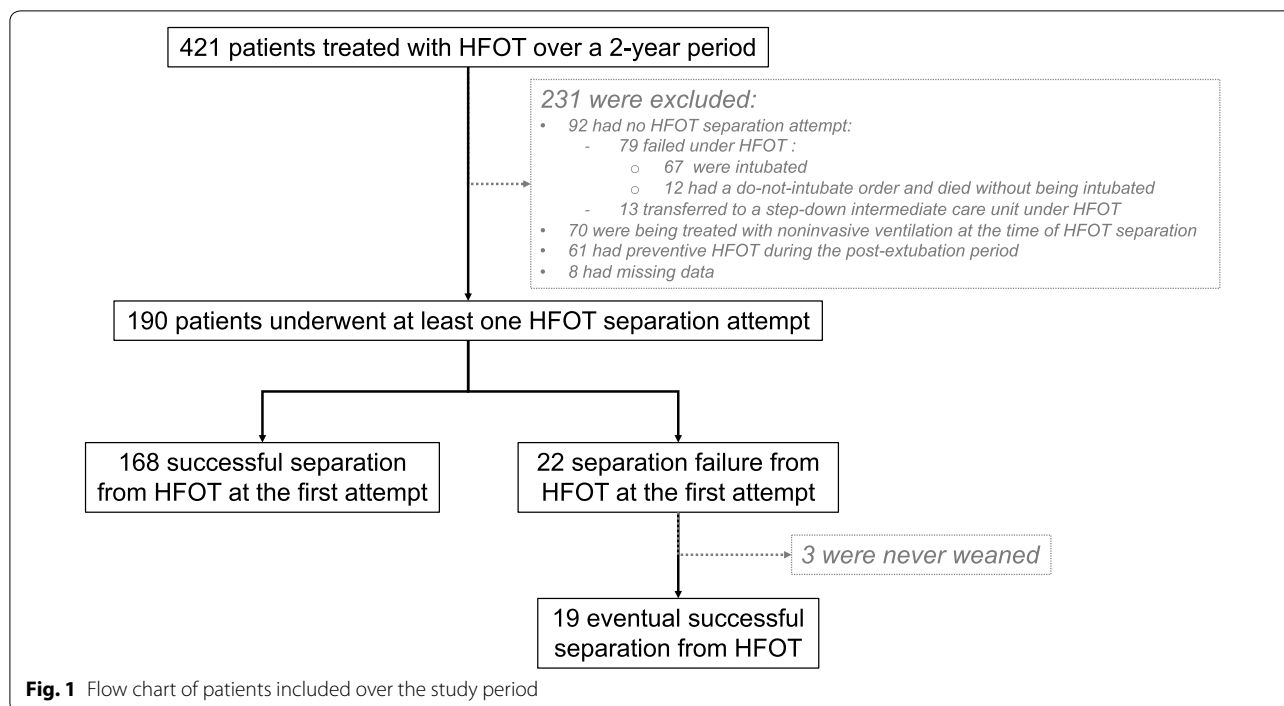 421 patients treated with HFOT over a 2-year period
231 were excluded:
• 92 had no HFOT separation attempt:
- 79 failed under HFOT :
o 67 were intubated
o 12 had a do-not-intubate order and died without being intubated
- 13 transferred to a step-down intermediate care unit under HFOT
• 70 were being treated with noninvasive ventilation at the time of HFOT separation
• 61 had preventive HFOT during the post-extubation period
• 8 had missing data
190 patients underwent at least one HFOT separation attempt
168 successful separation
from HFOT at the first attempt
22 separation failure from
HFOT at the first attempt
3 were never weaned
19 eventual successful
separation from HFOT
Fig. 1 Flow chart of patients included over the study period